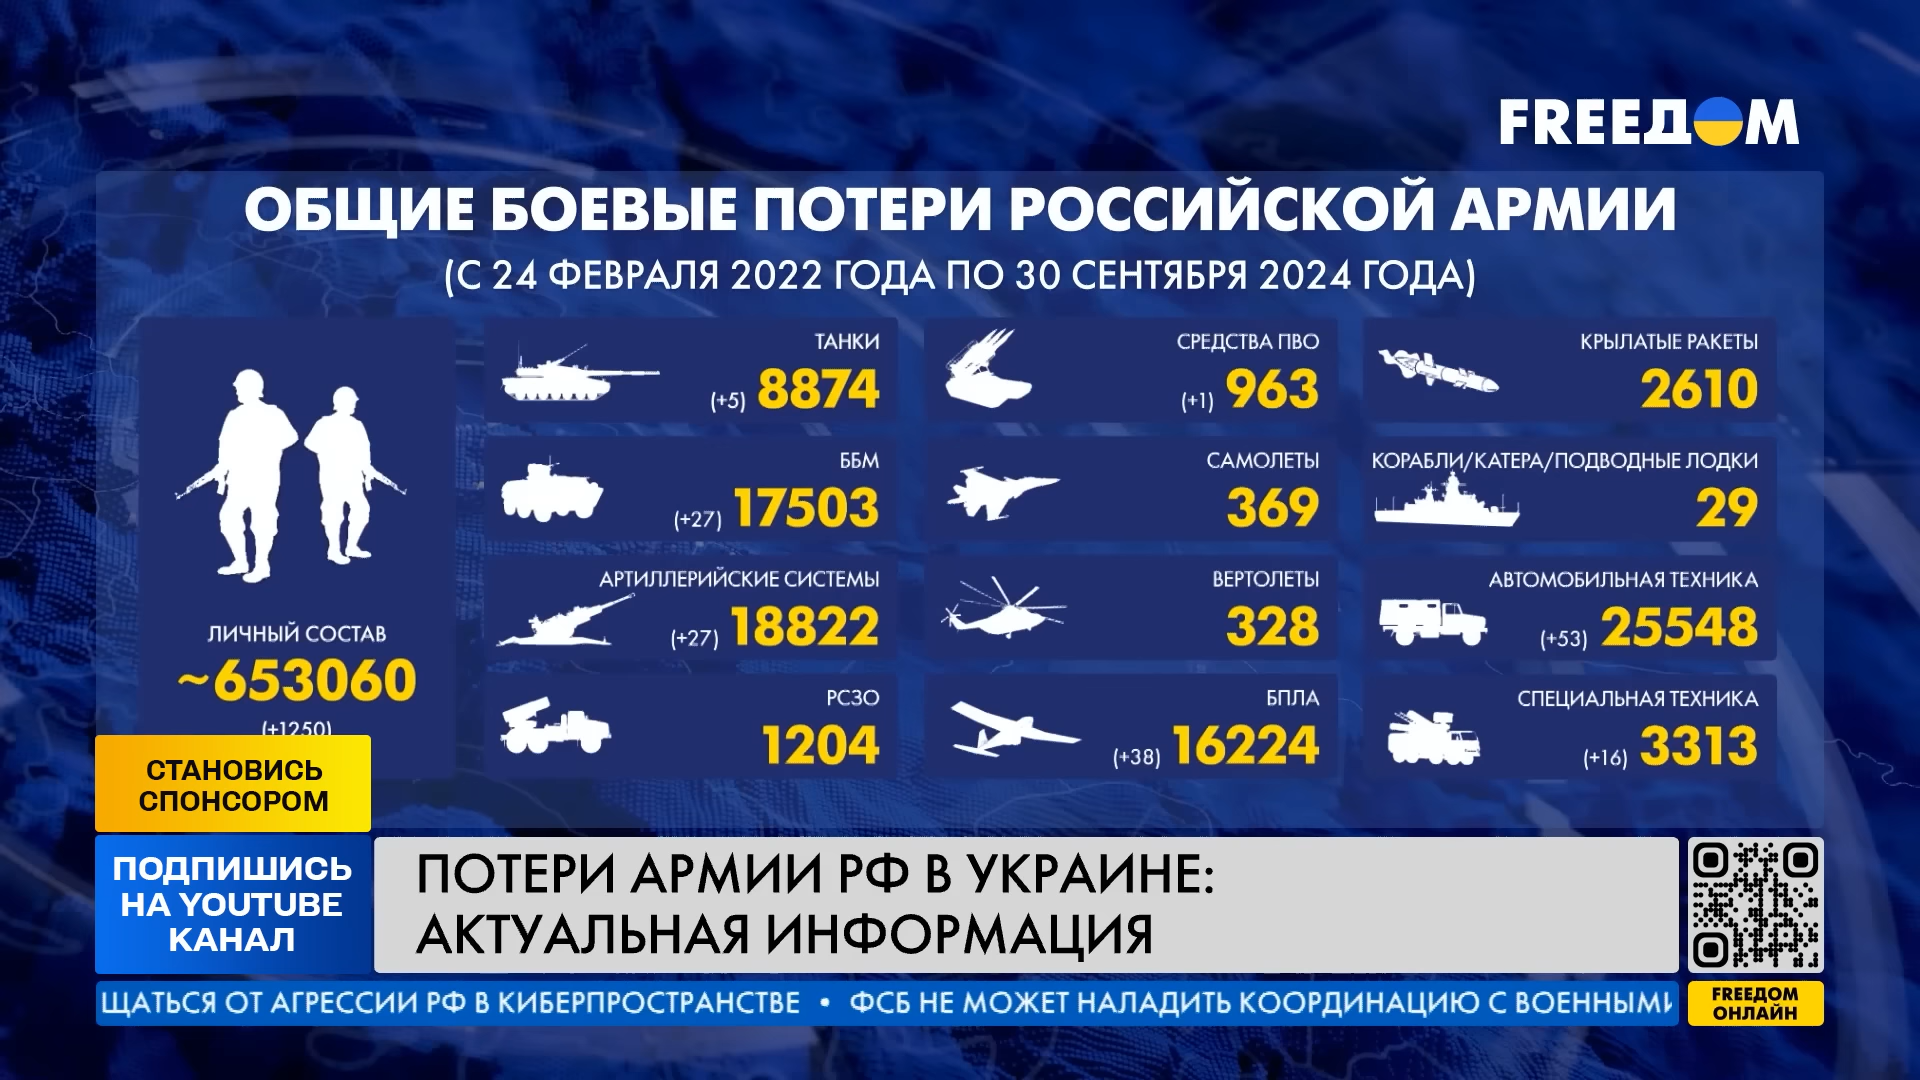 FREEДOM
ОБЩИЕ БОЕВЫЕ ПОТЕРИ РОССИЙСКОЙ АРМИИ
(С 24 ФЕВРАЛЯ 2022 ГОДА ПО 30 СЕНТЯБРЯ 2024 ГОДА)
ЛИЧНЫЙ СОСТАВ
~653060
(+1250)
ТАНКИ
(+5) 8874
ББМ
(+27) 17503
АРТИЛЛЕРИЙСКИЕ СИСТЕМЫ
(+27) 18822
РСЗО
1204
СРЕДСТВА ПВО
(+1) 963
САМОЛЕТЫ
369
ВЕРТОЛЕТЫ
328
БПЛА
(+38) 16224
КРЫЛАТЫЕ РАКЕТЫ
2610
КОРАБЛИ/КАТЕРА/ПОДВОДНЫЕ ЛОДКИ
29
АВТОМОБИЛЬНАЯ ТЕХНИКА
(+53) 25548
СПЕЦИАЛЬНАЯ ТЕХНИКА
(+16) 3313
СТАНОВИСЬ
СПОНСОРОМ
ПОДПИШИСЬ
НА YOUTUBE
КАНАЛ
ПОТЕРИ АРМИИ РФ В УКРАИНЕ:
АКТУАЛЬНАЯ ИНФОРМАЦИЯ
ЩАТЬСЯ ОТ АГРЕССИИ РФ В КИБЕРПРОСТРАНСТВЕ • ФСБ НЕ МОЖЕТ НАЛАДИТЬ КООРДИНАЦИЮ С ВОЕННЫМИ
FREEДОМ
ОНЛАЙН